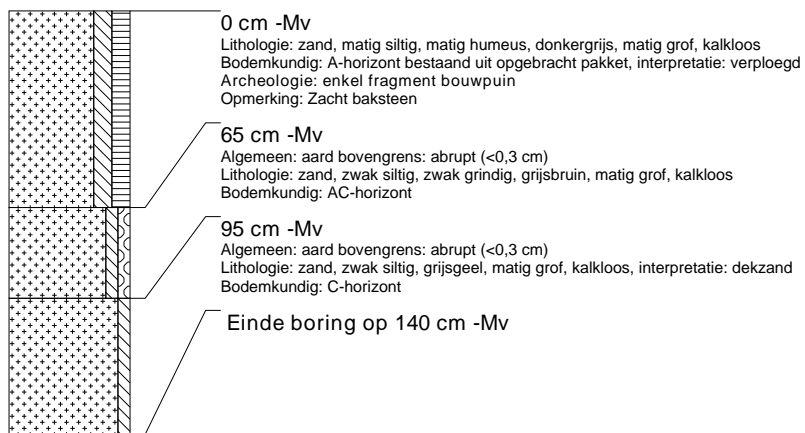 0 cm -Mv
Lithologie: zand, matig siltig, matig humeus, donkergrijs, matig grof, kalkloos
Bodemkundig: A-horizont bestaand uit opgebracht pakket, interpretatie: verploegd
Archeologie: enkel fragment bouwpuin
Opmerking: Zacht baksteen
65 cm -Mv
Algemeen: aard bovengrens: abrupt (<0,3 cm)
Lithologie: zand, zwak siltig, zwak grindig, grijsbruin, matig grof, kalkloos
Bodemkundig: AC-horizont
95 cm -Mv
Algemeen: aard bovengrens: abrupt (<0,3 cm)
Lithologie: zand, zwak siltig, grijsgeel, matig grof, kalkloos, interpretatie: dekzand
Bodemkundig: C-horizont
Einde boring op 140 cm -Mv